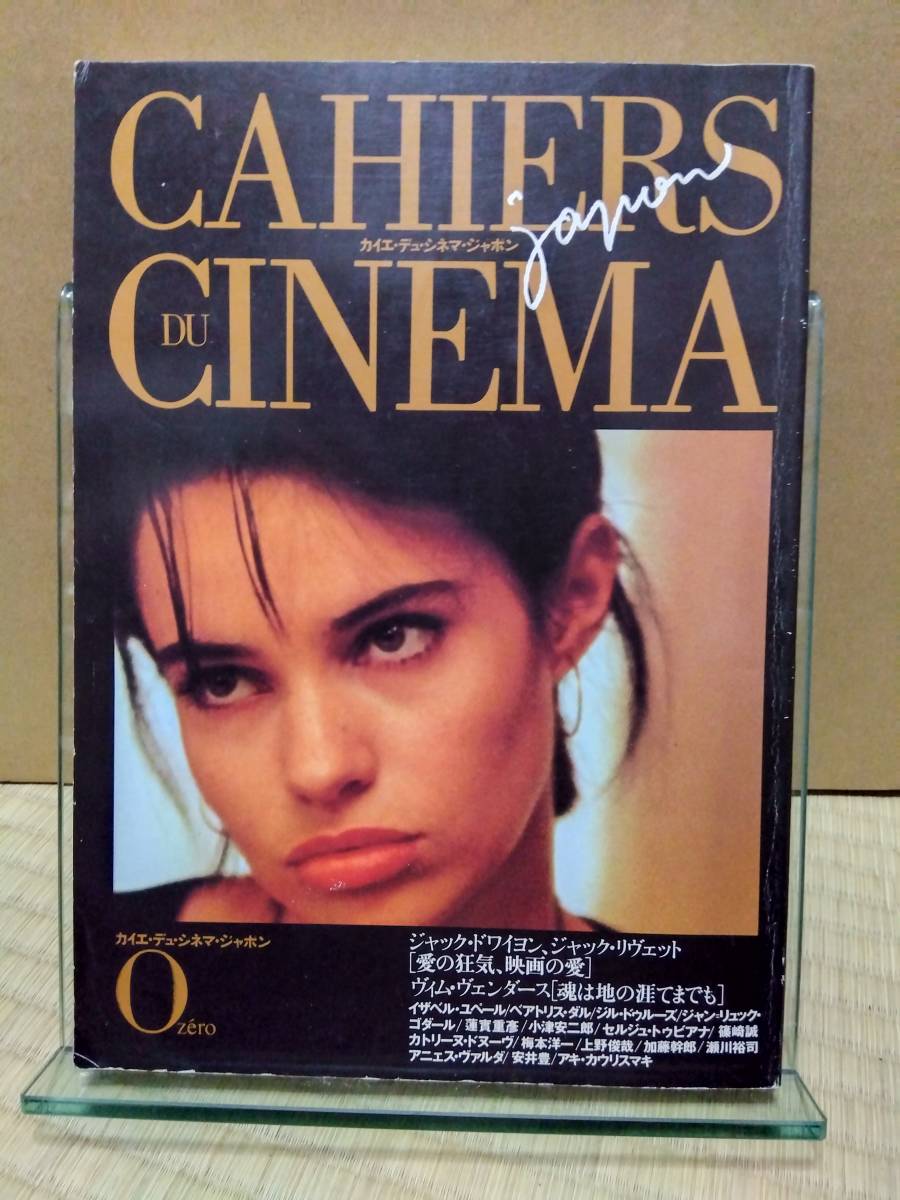 CAHIERS
japon
カイエ・デュ・シネマ・ジャポン
DU
CINEMA
カイエ・デュ・シネマ・ジャポン
0
zéro
ジャック・ドワイヨン、ジャック・リヴェット
[愛の狂気、映画の愛]
ヴィム・ヴェンダース[魂は地の涯てまでも]
イザベル・ユペール/ベアトリス・ダル/ジル・ドゥルーズ/ジャン=リュック・
ゴダール/蓮實重彥/小津安二郎/セルジュ・トゥビアナ/篠崎誠
カトリーヌ・ドヌーヴ/梅本洋一/上野俊哉/加藤幹郎/瀬川裕司
アニエス・ヴァルダ/安井豊/アキ・カウリスマキ